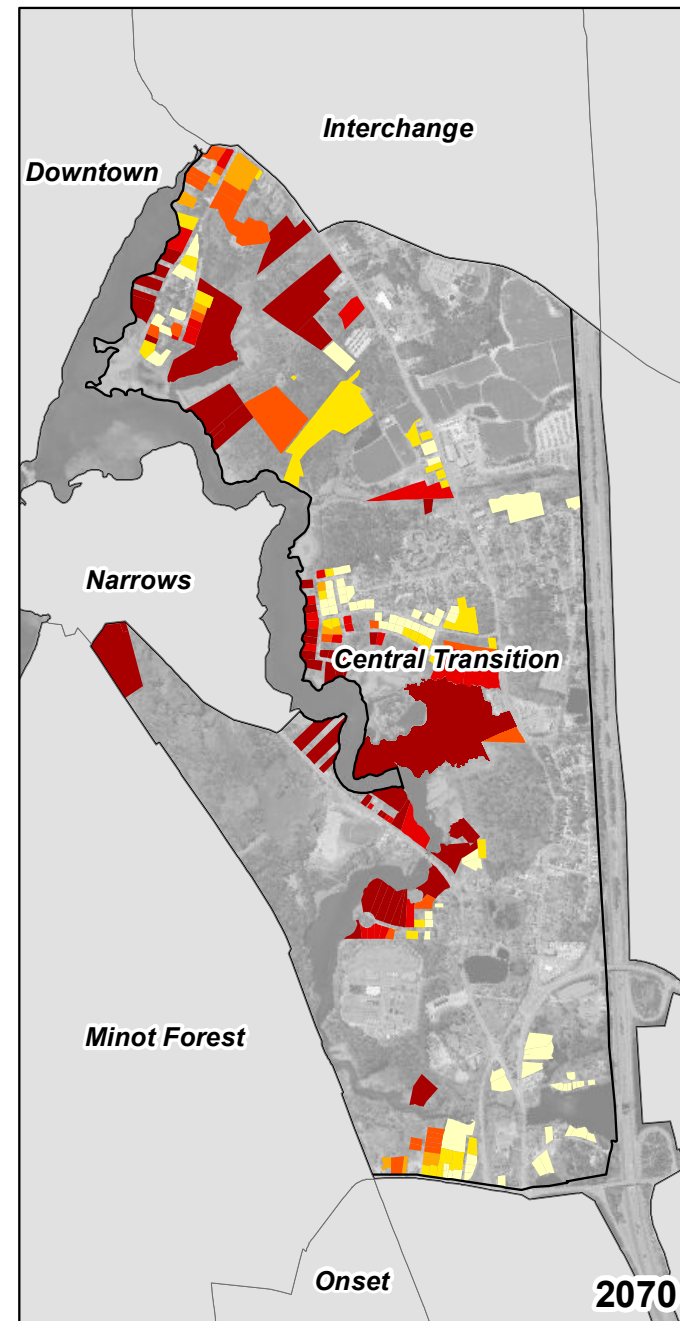 Interchange
Downtown
Narrows
Central Transition
Minot Forest
Onset
2070